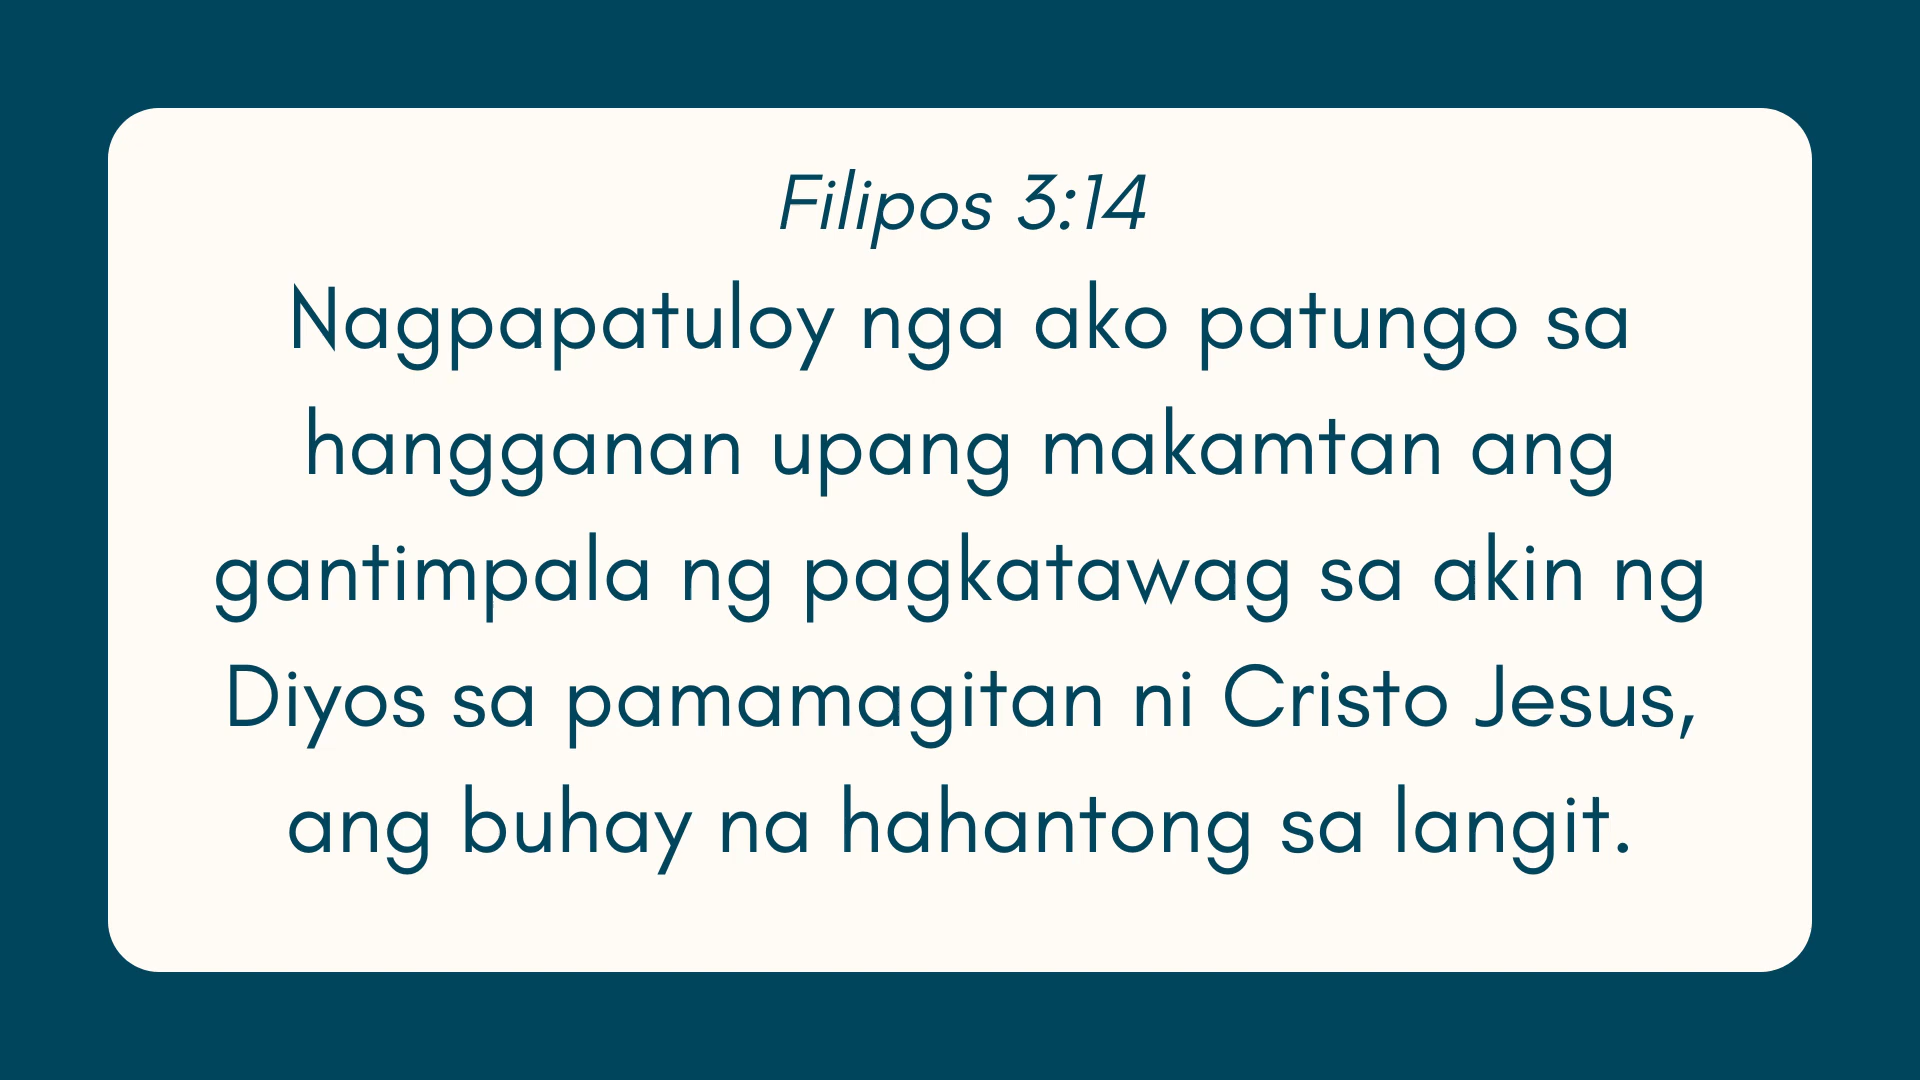 Filipos 3:14
Nagpapatuloy nga ako patungo sa
hangganan upang makamtan ang
gantimpala ng pagkatawag sa akin ng
Diyos sa pamamagitan ni Cristo Jesus,
ang buhay na hahantong sa langit.